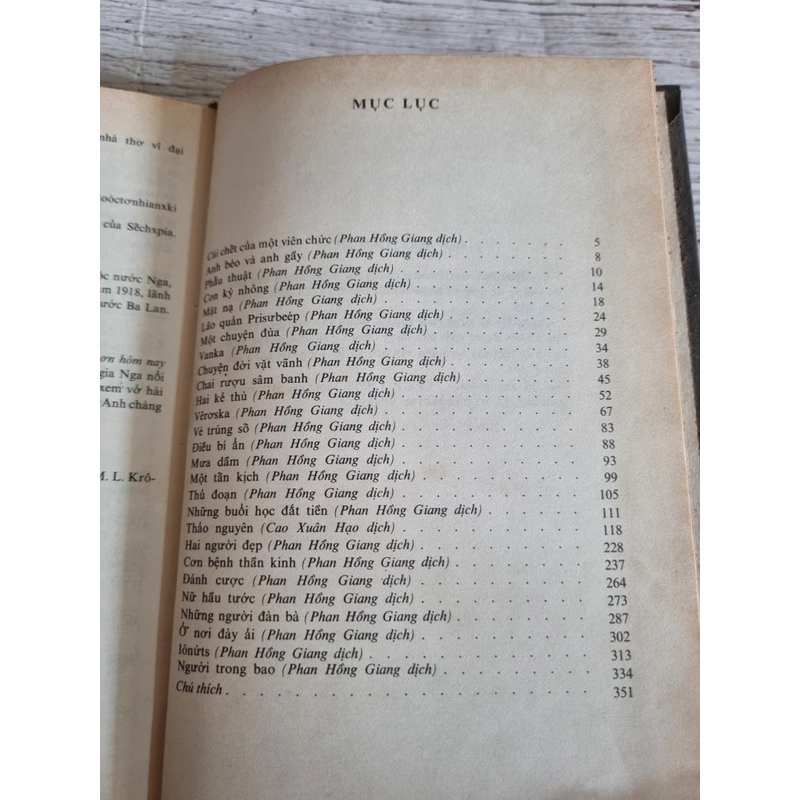 nhà thơ vĩ đại
oóctơnhianxki
của Sêchxpia.
ộc nước Nga,
ăm 1918, lãnh
ước Ba Lan.
ơn hôm nay
gia Nga nổi
xem vở hài
«Anh chàng
M. L. Krô-
MỤC LỤC
Cái chết của một viên chức (Phan Hồng Giang dịch) . . . . . . . 5
Anh béo và anh gầy (Phan Hồng Giang dịch) . . . . . . . . 8
Phẫu thuật (Phan Hồng Giang dịch) . . . . . . . . . . 10
Con kỳ nhông (Phan Hồng Giang dịch) . . . . . . . . . 14
Mặt nạ (Phan Hồng Giang dịch) . . . . . . . . . . . 18
Lão quản Prisưbeép (Phan Hồng Giang dịch) . . . . . . . . 24
Một chuyện đùa (Phan Hồng Giang dịch) . . . . . . . . . 29
Vanka (Phan Hồng Giang dịch) . . . . . . . . . . . 34
Chuyện đời vặt vãnh (Phan Hồng Giang dịch) . . . . . . . . 38
Chai rượu sâm banh (Phan Hồng Giang dịch) . . . . . . . . 45
Hai kẻ thù (Phan Hồng Giang dịch) . . . . . . . . . . 52
Vêrơska (Phan Hồng Giang dịch) . . . . . . . . . . 67
Vé trúng số (Phan Hồng Giang dịch) . . . . . . . . . . 83
Điều bí ẩn (Phan Hồng Giang dịch) . . . . . . . . . . 88
Mưa dầm (Phan Hồng Giang dịch) . . . . . . . . . . 93
Một tấn kịch (Phan Hồng Giang dịch) . . . . . . . . . . 99
Thủ đoạn (Phan Hồng Giang dịch) . . . . . . . . . . 105
Những buổi học đắt tiền (Phan Hồng Giang dịch) . . . . . . 111
Thảo nguyên (Cao Xuân Hạo dịch) . . . . . . . . . . 118
Hai người đẹp (Phan Hồng Giang dịch) . . . . . . . . . 228
Cơn bệnh thần kinh (Phan Hồng Giang dịch) . . . . . . . . 237
Đánh cược (Phan Hồng Giang dịch) . . . . . . . . . . 264
Nữ hầu tước (Phan Hồng Giang dịch) . . . . . . . . . 273
Những người đàn bà (Phan Hồng Giang dịch) . . . . . . . . 287
Ở nơi đày ải (Phan Hồng Giang dịch) . . . . . . . . . . 302
Iônứts (Phan Hồng Giang dịch) . . . . . . . . . . . 313
Người trong bao (Phan Hồng Giang dịch) . . . . . . . . . 334
Chú thích . . . . . . . . . . . . . . . . . . 351